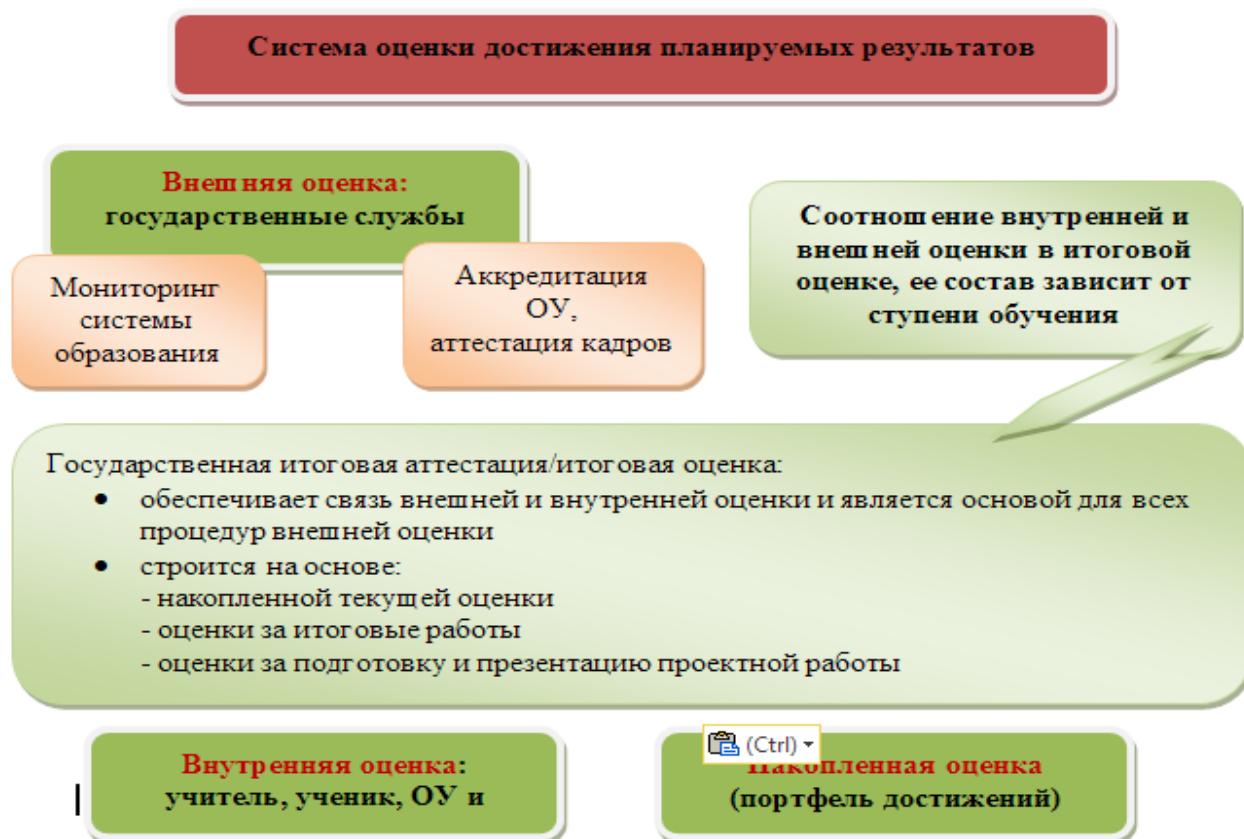 Система оценки достижения планируемых результатов
Внешняя оценка:
государственные службы
Мониторинг
системы
образования
Аккредитация
ОУ,
аттестация кадров
Соотношение внутренней и
внешней оценки в итоговой
оценке, ее состав зависит от
ступени обучения
Государственная итоговая аттестация/итоговая оценка:
• обеспечивает связь внешней и внутренней оценки и является основой для всех
процедур внешней оценки
• строится на основе:
- накопленной текущей оценки
- оценки за итоговые работы
- оценки за подготовку и презентацию проектной работы
Внутренняя оценка:
учитель, ученик, ОУ и
(Ctrl)
Накопленная оценка
(портфель достижений)